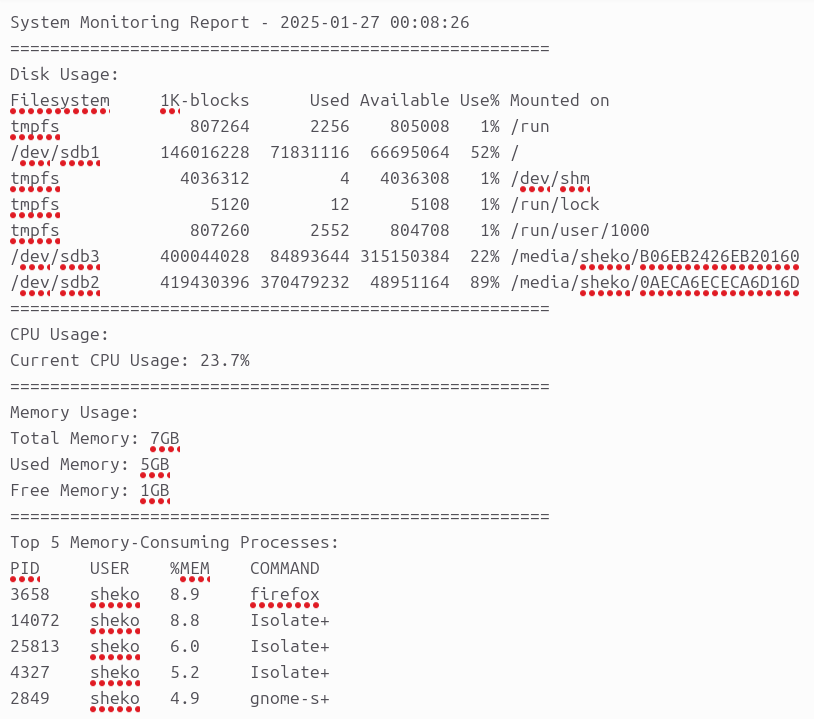 System Monitoring Report - 2025-01-27 00:08:26
======================================================
Disk Usage:
Filesystem     1K-blocks      Used Available Use% Mounted on
tmpfs             807264      2256    805008   1% /run
/dev/sdb1      146016228  71831116  66695064  52% /
tmpfs            4036312         4   4036308   1% /dev/shm
tmpfs               5120        12      5108   1% /run/lock
tmpfs             807260      2552    804708   1% /run/user/1000
/dev/sdb3      400044028  84893644 315150384  22% /media/sheko/B06EB2426EB20160
/dev/sdb2      419430396 370479232  48951164  89% /media/sheko/0AECA6ECECA6D16D
======================================================
CPU Usage:
Current CPU Usage: 23.7%
======================================================
Memory Usage:
Total Memory: 7GB
Used Memory: 5GB
Free Memory: 1GB
======================================================
Top 5 Memory-Consuming Processes:
PID     USER    %MEM    COMMAND
3658    sheko   8.9     firefox
14072   sheko   8.8     Isolate+
25813   sheko   6.0     Isolate+
4327    sheko   5.2     Isolate+
2849    sheko   4.9     gnome-s+